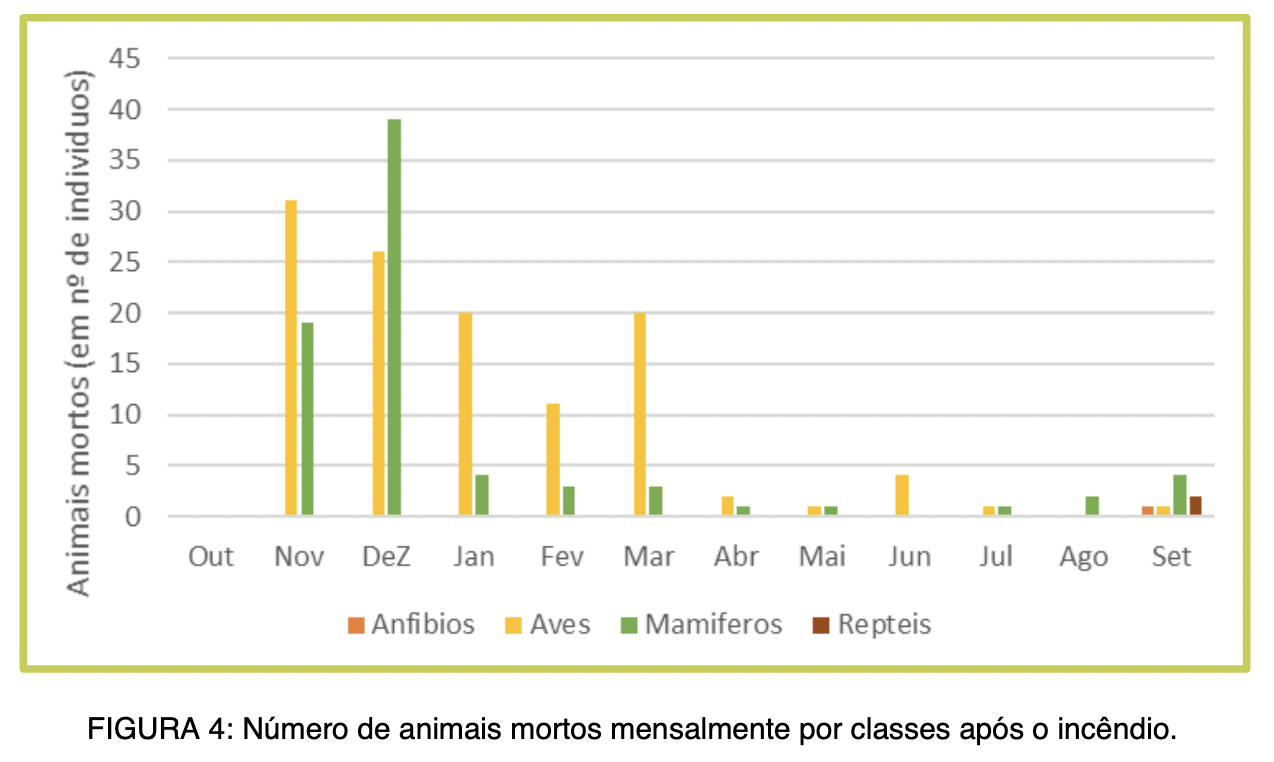 Animais mortos (em nº de individuos)
45
40
35
30
25
20
15
10
5
0
Out Nov DeZ Jan Fev Mar Abr Mai Jun Jul Ago Set
Anfibios Aves Mamiferos Repteis
FIGURA 4: Número de animais mortos mensalmente por classes após o incêndio.